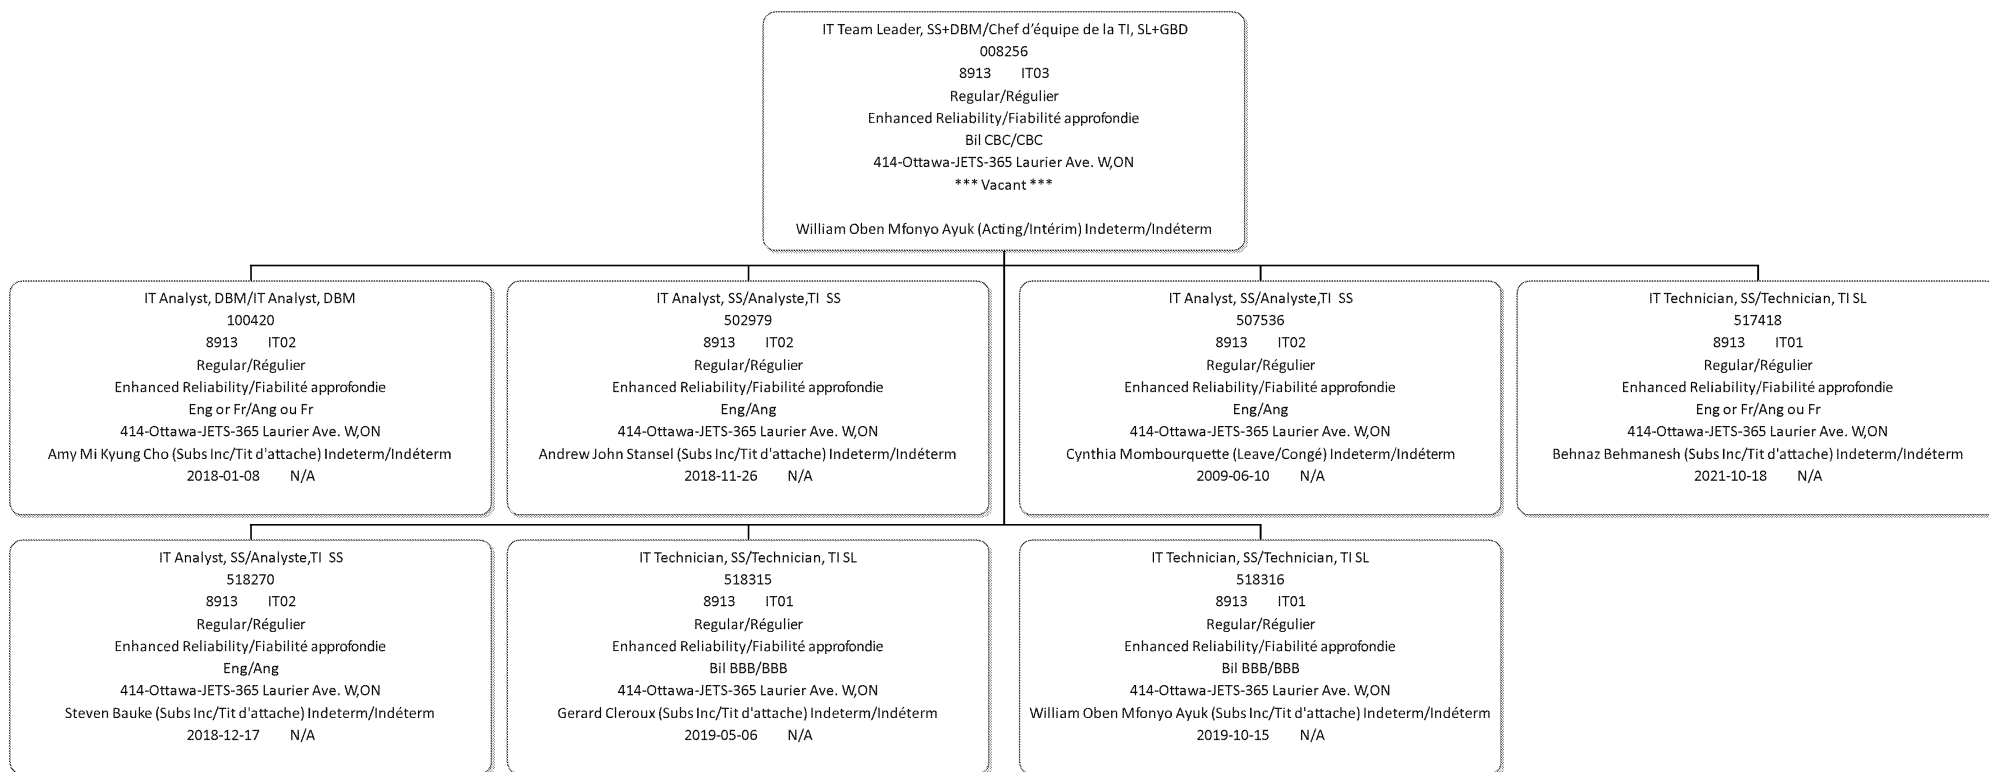 IT Team Leader, SS+DBM/Chef d'équipe de la TI, SL+GBD
008256
8913 IT03
Regular/Régulier
Enhanced Reliability/Fiabilité approfondie
Bil CBC/CBC
414-Ottawa-JETS-365 Laurier Ave. W,ON
*** Vacant ***
William Oben Mfonyo Ayuk (Acting/Intérim) Indeterm/Indéterm
IT Analyst, DBM/IT Analyst, DBM
100420
8913 IT02
Regular/Régulier
Enhanced Reliability/Fiabilité approfondie
Eng or Fr/Ang ou Fr
414-Ottawa-JETS-365 Laurier Ave. W,ON
Amy Mi Kyung Cho (Subs Inc/Tit d'attache) Indeterm/Indéterm
2018-01-08 N/A
IT Analyst, SS/Analyste,TI SS
502979
8913 IT02
Regular/Régulier
Enhanced Reliability/Fiabilité approfondie
Eng/Ang
414-Ottawa-JETS-365 Laurier Ave. W,ON
Andrew John Stansel (Subs Inc/Tit d'attache) Indeterm/Indéterm
2018-11-26 N/A
IT Analyst, SS/Analyste,TI SS
507536
8913 IT02
Regular/Régulier
Enhanced Reliability/Fiabilité approfondie
Eng/Ang
414-Ottawa-JETS-365 Laurier Ave. W,ON
Cynthia Mombourquette (Leave/Congé) Indeterm/Indéterm
2009-06-10 N/A
IT Technician, SS/Technician, TI SL
517418
8913 IT01
Regular/Régulier
Enhanced Reliability/Fiabilité approfondie
Eng or Fr/Ang ou Fr
414-Ottawa-JETS-365 Laurier Ave. W,ON
Behnaz Behmanesh (Subs Inc/Tit d'attache) Indeterm/Indéterm
2021-10-18 N/A
IT Analyst, SS/Analyste,TI SS
518270
8913 IT02
Regular/Régulier
Enhanced Reliability/Fiabilité approfondie
Eng/Ang
414-Ottawa-JETS-365 Laurier Ave. W,ON
Steven Bauke (Subs Inc/Tit d'attache) Indeterm/Indéterm
2018-12-17 N/A
IT Technician, SS/Technician, TI SL
518315
8913 IT01
Regular/Régulier
Enhanced Reliability/Fiabilité approfondie
Bil BBB/BBB
414-Ottawa-JETS-365 Laurier Ave. W,ON
Gerard Cleroux (Subs Inc/Tit d'attache) Indeterm/Indéterm
2019-05-06 N/A
IT Technician, SS/Technician, TI SL
518316
8913 IT01
Regular/Régulier
Enhanced Reliability/Fiabilité approfondie
Bil BBB/BBB
414-Ottawa-JETS-365 Laurier Ave. W,ON
William Oben Mfonyo Ayuk (Subs Inc/Tit d'attache) Indeterm/Indéterm
2019-10-15 N/A